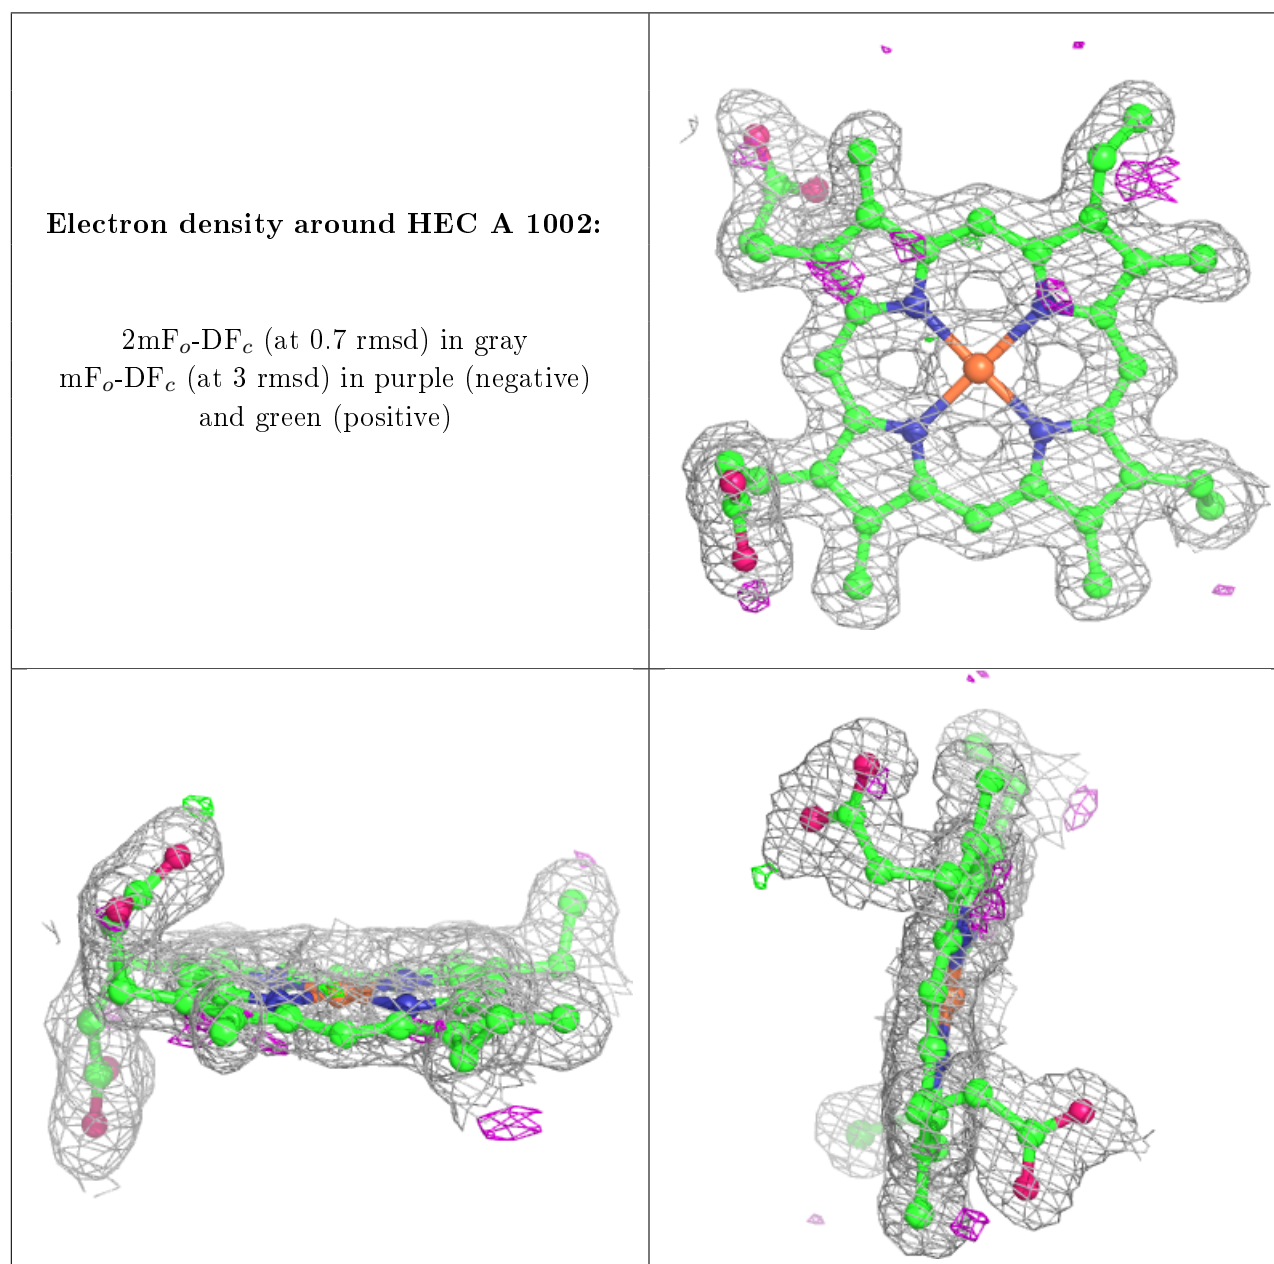 Electron density around HEC A 1002:
2mFo-DFc (at 0.7 rmsd) in gray
mFo-DFc (at 3 rmsd) in purple (negative)
and green (positive)